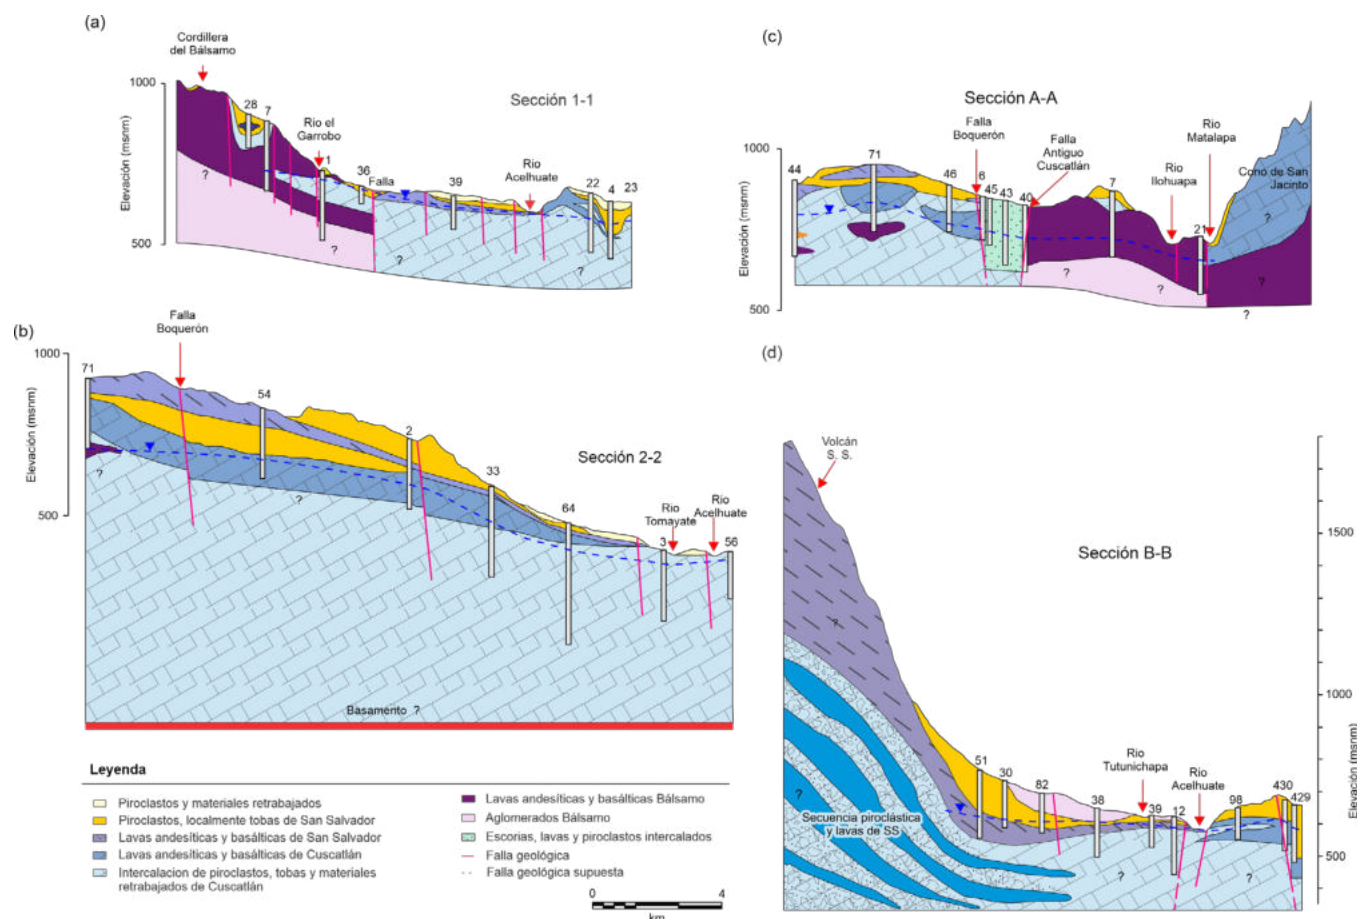 (a)
Cordillera
del Bálsamo
1000
500
Elevación (msnm)
Sección 1-1
28
7
Rio el
Garrobo
1
36
Falla
39
Rio
Acelhuate
22
4
23
?
?
?
?
(c)
Sección A-A
1000
500
Elevación (msnm)
44
71
46
Falla
Boquerón
6
45
43
40
Falla
Antiguo
Cuscatlán
7
Rio
Ilohuapa
21
Rio
Matalapa
Cono de San
Jacinto
?
?
?
?
(b)
1000
500
Elevación (msnm)
71
Falla
Boquerón
54
2
33
64
Sección 2-2
Rio
Tomayate
3
Rio
Acelhuate
56
?
?
Basamento ?
(d)
Volcán
S. S.
Sección B-B
1500
1000
500
Elevación (msnm)
?
?
51
30
82
38
Rio
Tutunichapa
39
12
Rio
Acelhuate
98
430
429
Secuencia piroclástica
y lavas de SS
?
?
Leyenda
Piroclastos y materiales retrabajados
Piroclastos, localmente tobas de San Salvador
Lavas andesíticas y basálticas de San Salvador
Lavas andesíticas y basálticas de Cuscatlán
Intercalacion de piroclastos, tobas y materiales
retrabajados de Cuscatlán
Lavas andesíticas y basálticas Bálsamo
Aglomerados Bálsamo
Escorias, lavas y piroclastos intercalados
Falla geológica
Falla geológica supuesta
0
4
km